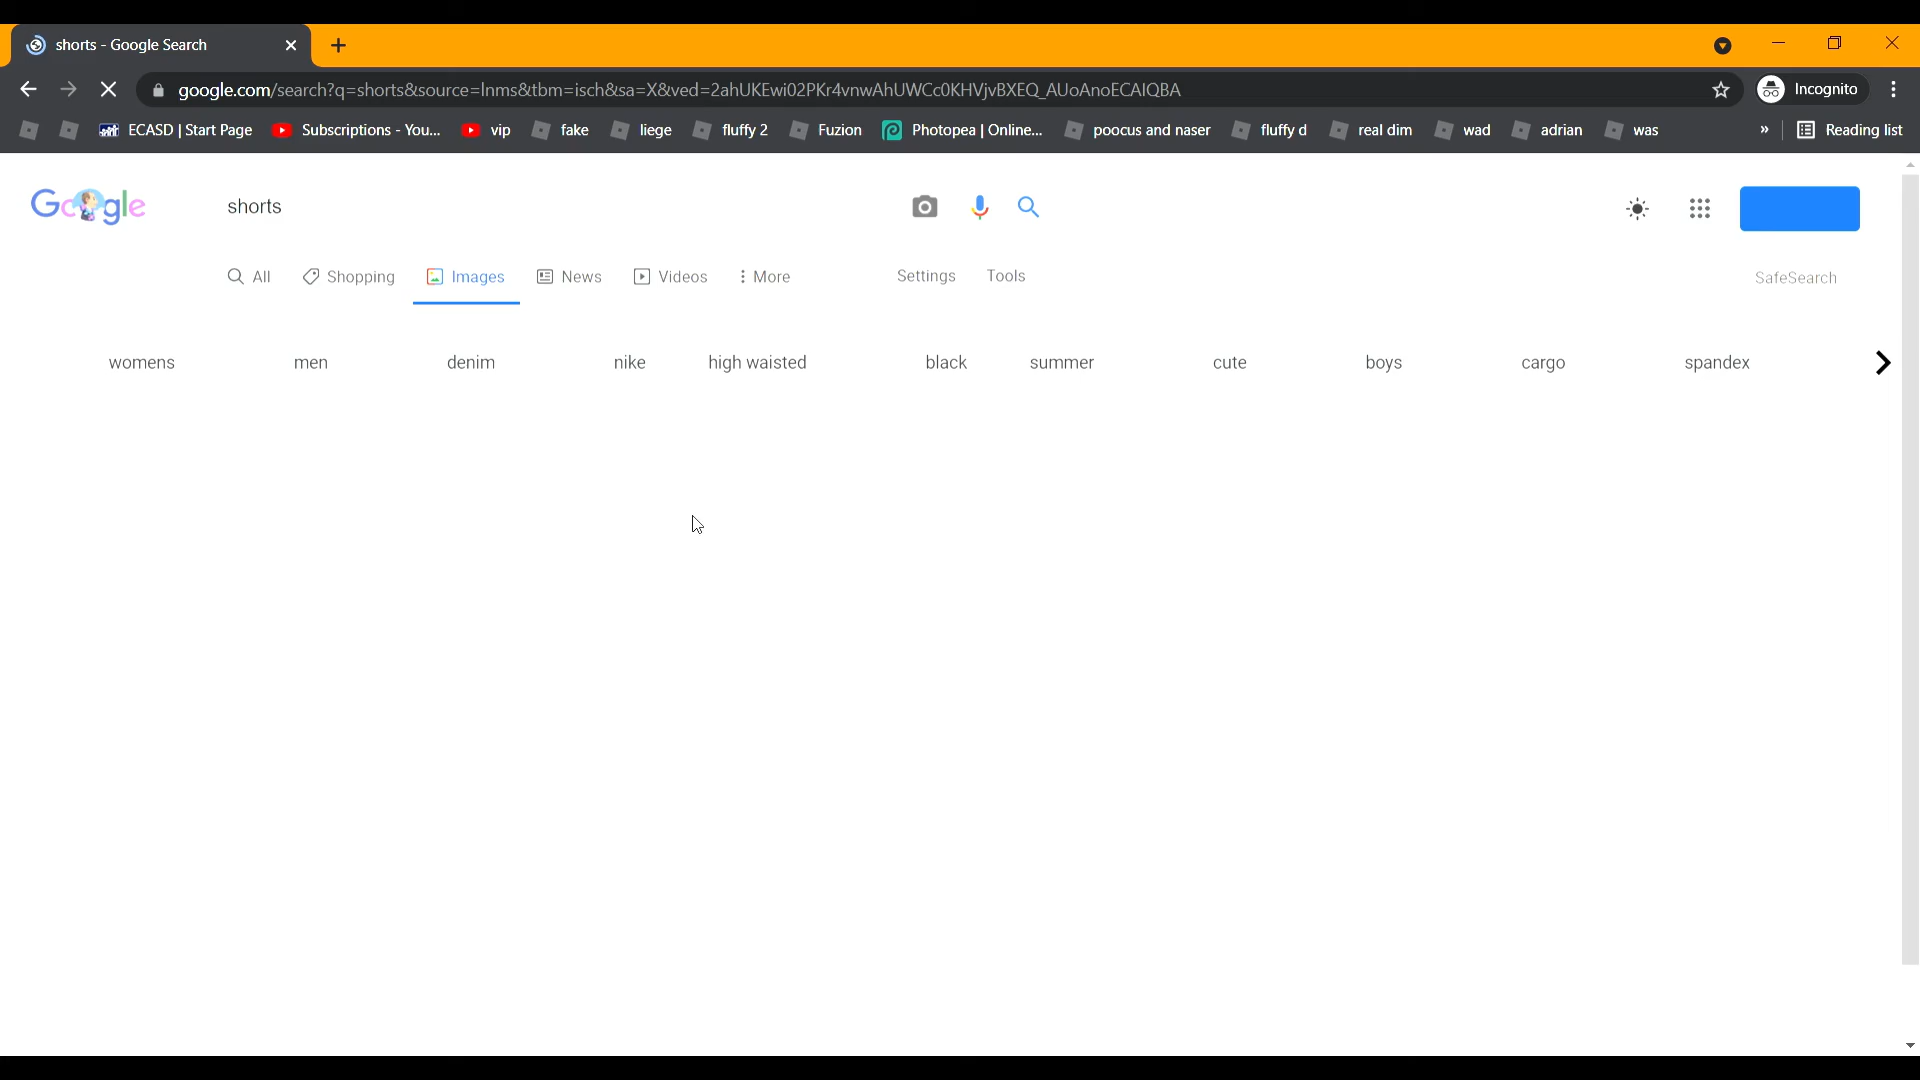 shorts - Google Search
google.com/search?q=shorts&source=lnms&tbm=isch&sa=X&ved=2ahUKEwi02PKr4vnwAhUWCc0KHVjvBXEQ_AUoAnoECAIQBA
Incognito
ECASD | Start Page Subscriptions - You... vip fake liege fluffy 2 Fuzion Photopea | Online... poocus and naser fluffy d real dim wad adrian was » Reading list
Google shorts
All Shopping Images News Videos More Settings Tools SafeSearch
womens men denim nike high waisted black summer cute boys cargo spandex